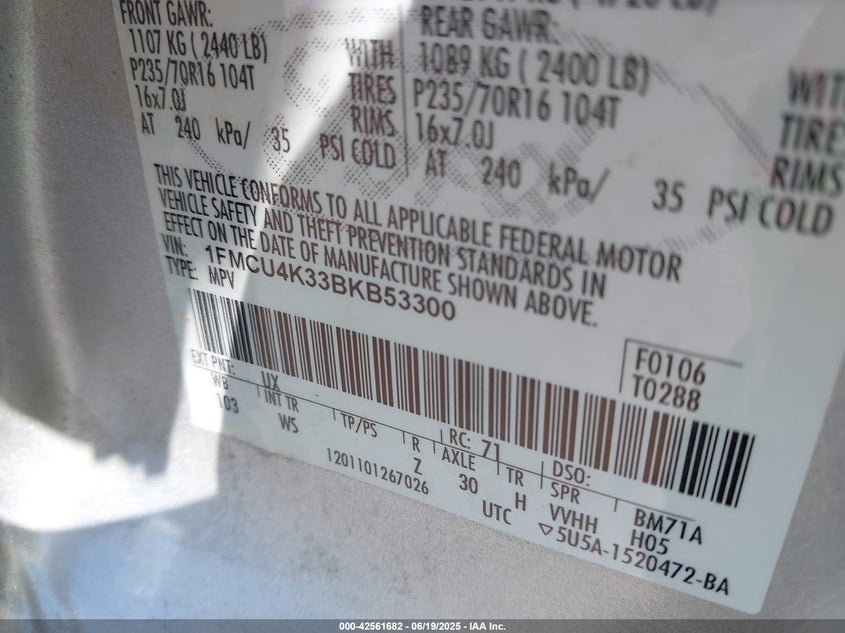 FRONT GAWR:
1107 KG ( 2440 LB)
P235/70R16 104T
16x7.0J
AT 240 kPa/ 35 PSI COLD
WITH
TIRES
RIMS
REAR GAWR:
1089 KG ( 2400 LB)
P235/70R16 104T
16x7.0J
AT 240 kPa/ 35 PSI COLD
WITH
TIRES
RIMS
THIS VEHICLE CONFORMS TO ALL APPLICABLE FEDERAL MOTOR
VEHICLE SAFETY AND THEFT PREVENTION STANDARDS IN
EFFECT ON THE DATE OF MANUFACTURE SHOWN ABOVE.
VIN: 1FMCU4K33BKB53300
TYPE: MPV
F0106
T0288
EXT PNT: UX RC: 71 DSO:
WB INT TR TP/PS R AXLE TR SPR BM71A
103 WS Z 30 H VVHH H05
1201101267026 UTC ▽5U5A-1520472-BA
000-42561682 - 06/19/2025 - IAA Inc.